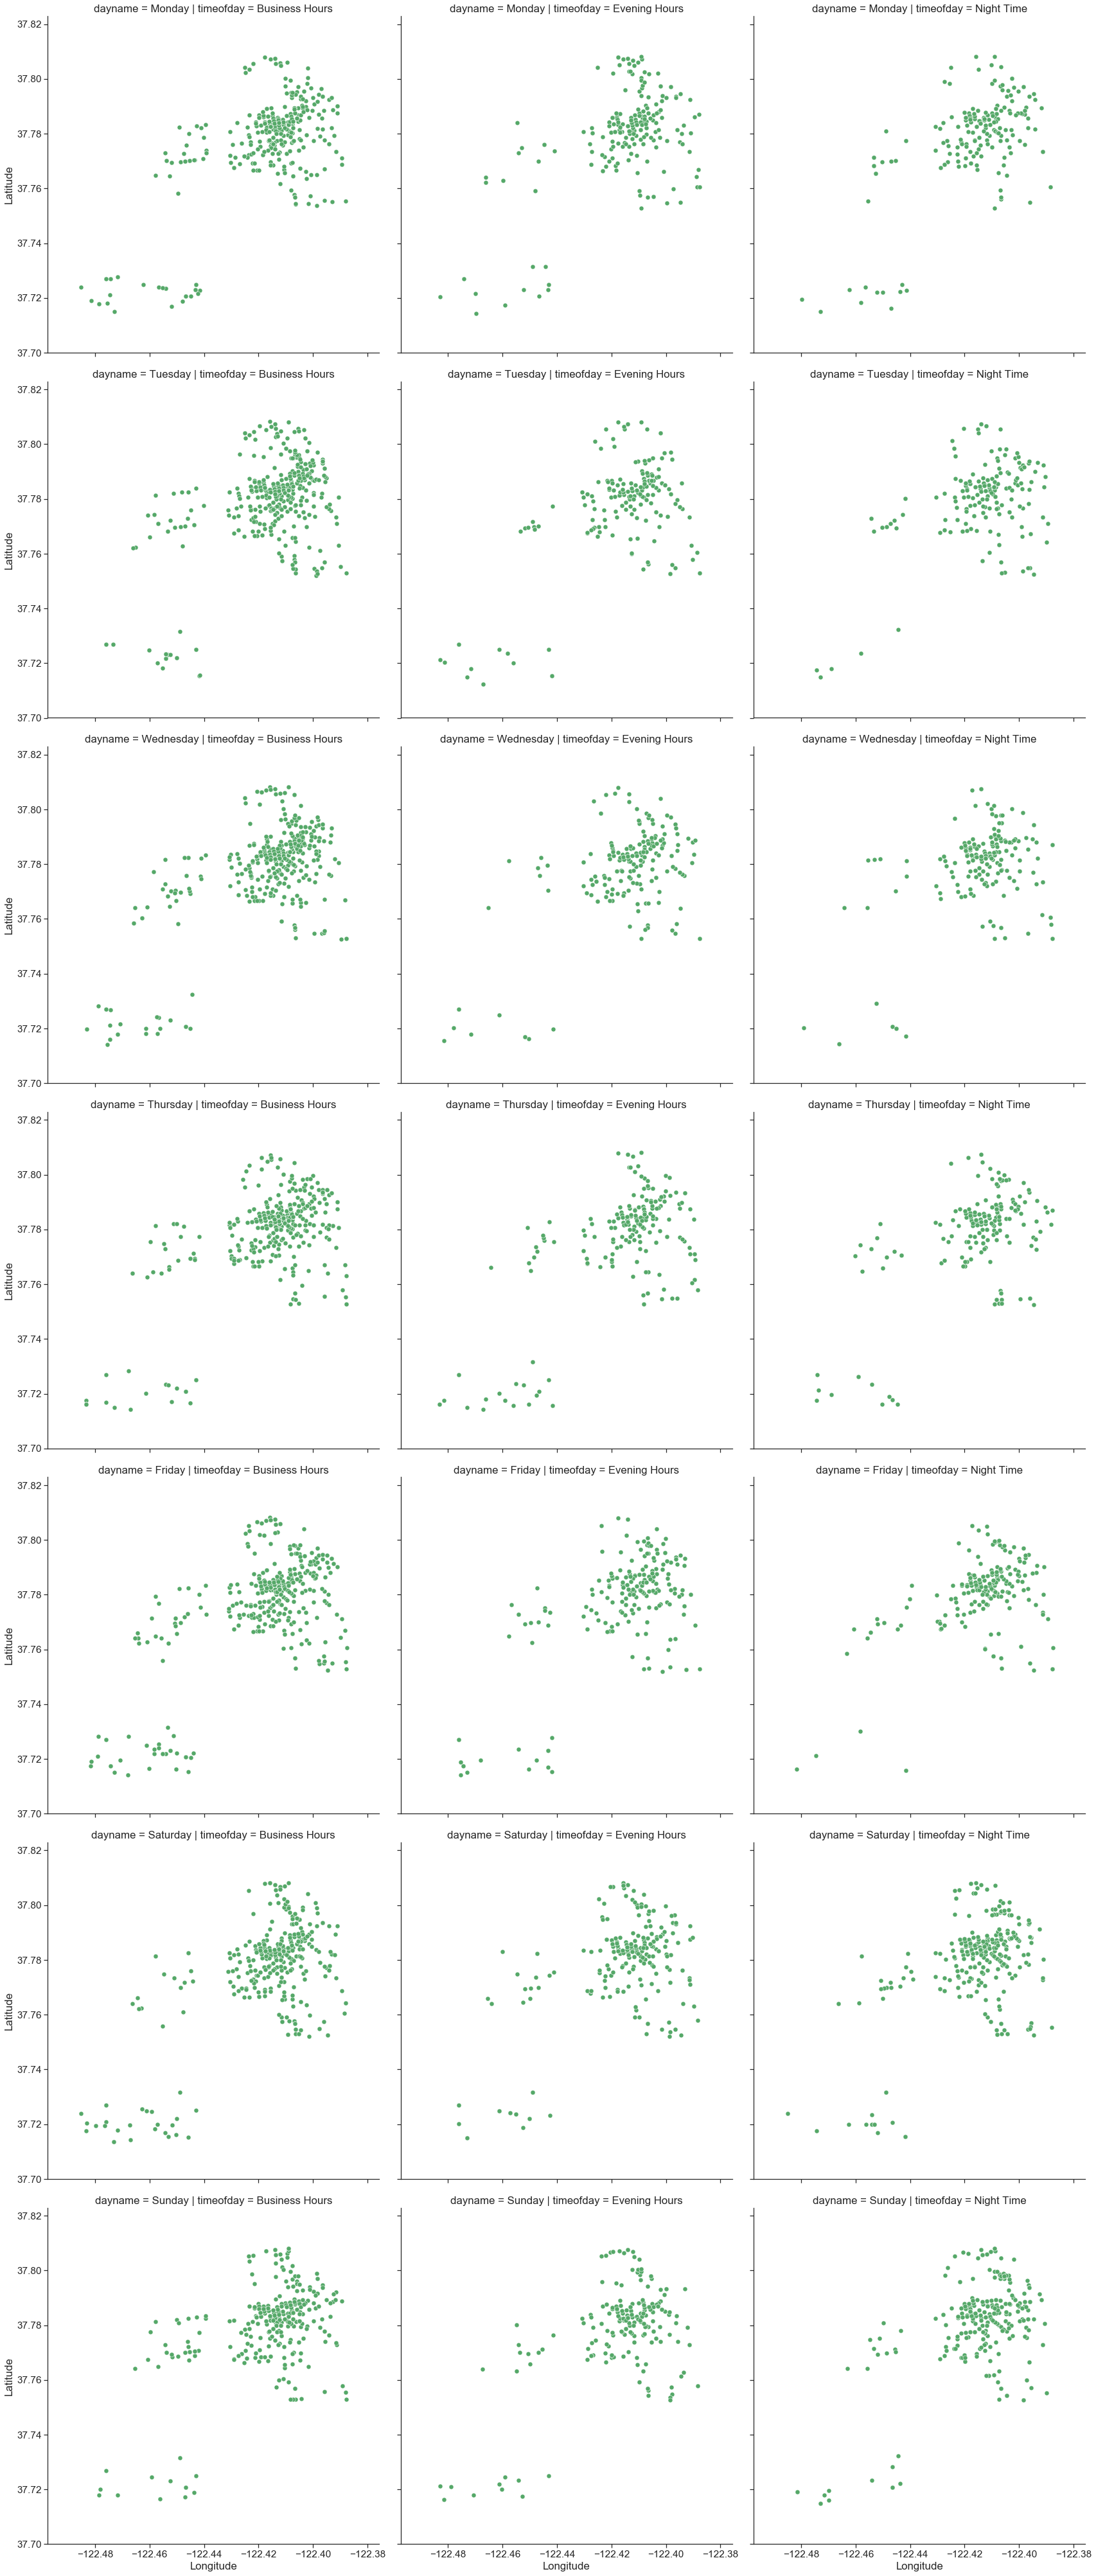 dayname = Monday | timeofday = Business Hours
dayname = Monday | timeofday = Evening Hours
dayname = Monday | timeofday = Night Time
37.82
37.80
37.78
37.76
37.74
37.72
37.70
Latitude
dayname = Tuesday | timeofday = Business Hours
dayname = Tuesday | timeofday = Evening Hours
dayname = Tuesday | timeofday = Night Time
37.82
37.80
37.78
37.76
37.74
37.72
37.70
Latitude
dayname = Wednesday | timeofday = Business Hours
dayname = Wednesday | timeofday = Evening Hours
dayname = Wednesday | timeofday = Night Time
37.82
37.80
37.78
37.76
37.74
37.72
37.70
Latitude
dayname = Thursday | timeofday = Business Hours
dayname = Thursday | timeofday = Evening Hours
dayname = Thursday | timeofday = Night Time
37.82
37.80
37.78
37.76
37.74
37.72
37.70
Latitude
dayname = Friday | timeofday = Business Hours
dayname = Friday | timeofday = Evening Hours
dayname = Friday | timeofday = Night Time
37.82
37.80
37.78
37.76
37.74
37.72
37.70
Latitude
dayname = Saturday | timeofday = Business Hours
dayname = Saturday | timeofday = Evening Hours
dayname = Saturday | timeofday = Night Time
37.82
37.80
37.78
37.76
37.74
37.72
37.70
Latitude
dayname = Sunday | timeofday = Business Hours
dayname = Sunday | timeofday = Evening Hours
dayname = Sunday | timeofday = Night Time
37.82
37.80
37.78
37.76
37.74
37.72
37.70
Latitude
−122.48 −122.46 −122.44 −122.42 −122.40 −122.38
Longitude
−122.48 −122.46 −122.44 −122.42 −122.40 −122.38
Longitude
−122.48 −122.46 −122.44 −122.42 −122.40 −122.38
Longitude